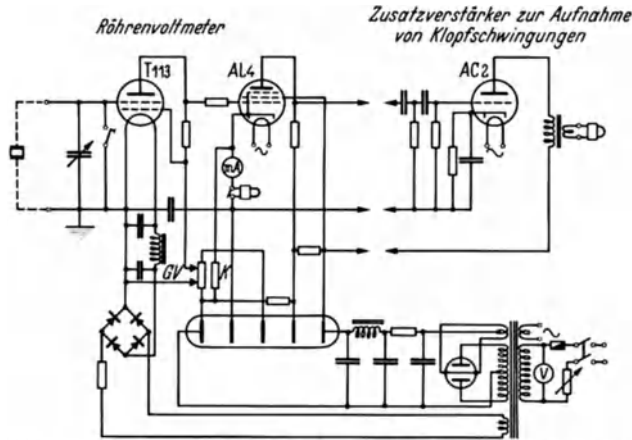 Röhrenvoltmeter
Zusatzverstärker zur Aufnahme
von Klopfschwingungen
T113
AL4
AC2
mA
GV
K
V